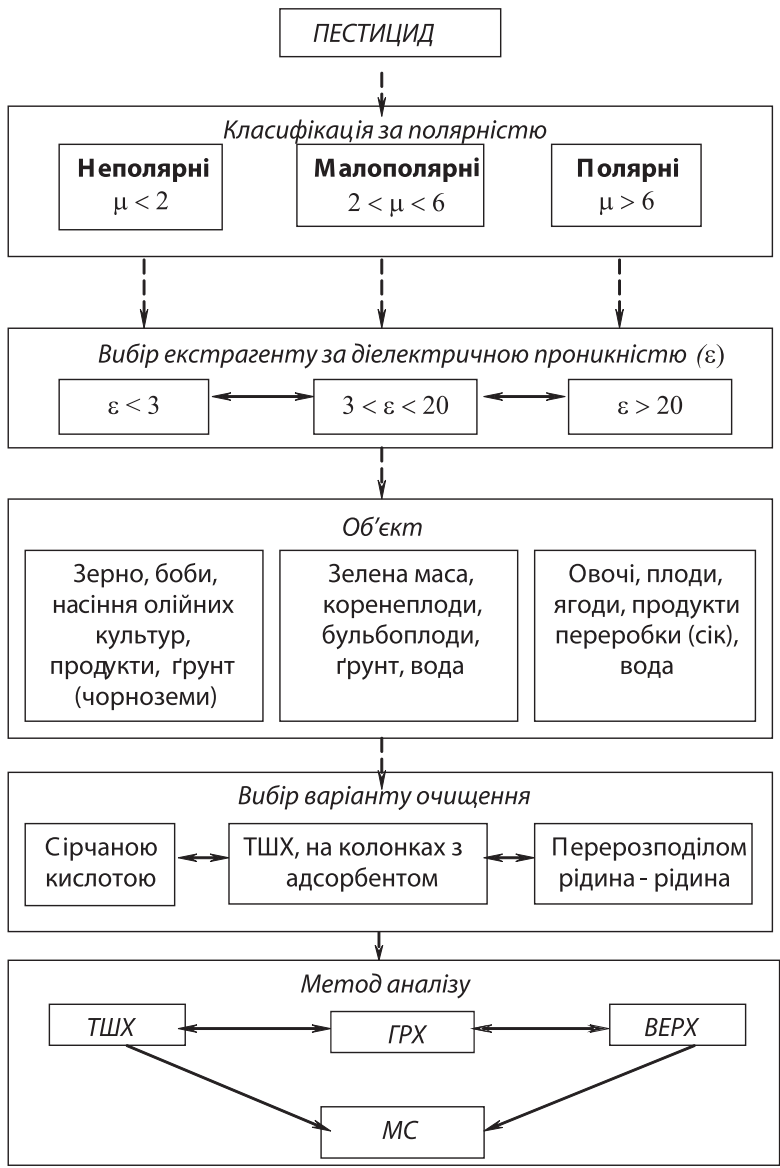 ПЕСТИЦИД
Класифікація за полярністю
Неполярні
μ < 2
Малополярні
2 < μ < 6
Полярні
μ > 6
Вибір екстрагенту за діелектричною проникністю (ε)
ε < 3
3 < ε < 20
ε > 20
Об’єкт
Зерно, боби,
насіння олійних
культур,
продукти, ґрунт
(чорноземи)
Зелена маса,
коренеплоди,
бульбоплоди,
ґрунт, вода
Овочі, плоди,
ягоди, продукти
переробки (сік),
вода
Вибір варіанту очищення
Сірчаною
кислотою
ТШХ, на колонках з
адсорбентом
Перерозподілом
рідина - рідина
Метод аналізу
ТШХ
ГРХ
ВЕРХ
МС